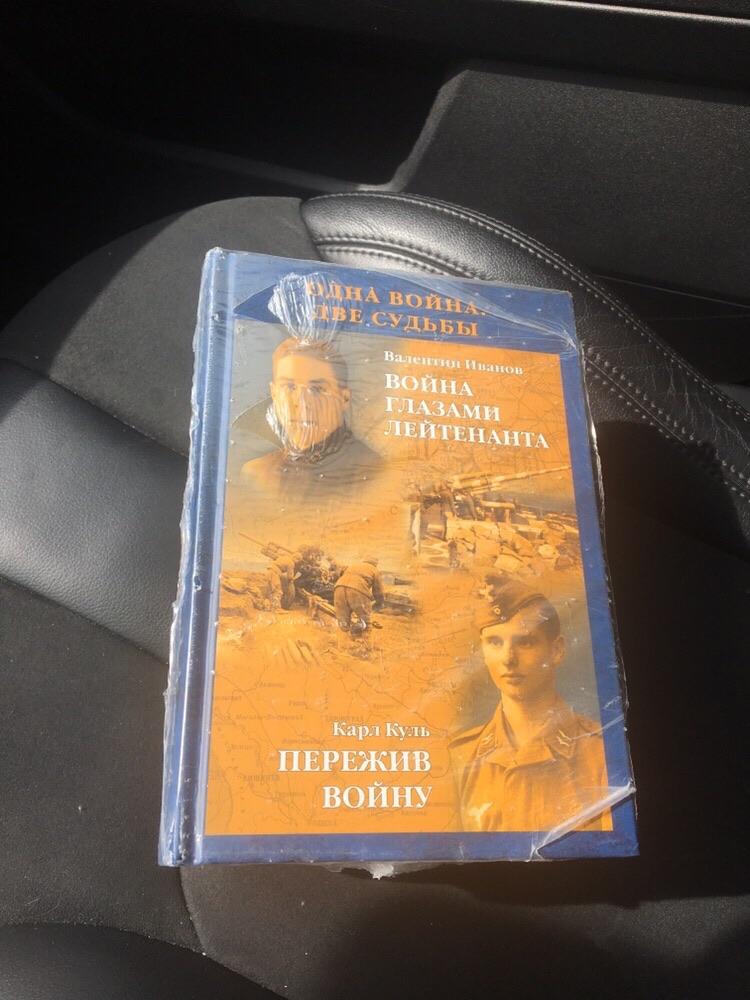 ОДНА ВОЙНА.
ДВЕ СУДЬБЫ
Валентин Иванов
ВОЙНА
ГЛАЗАМИ
ЛЕЙТЕНАНТА
Карл Куль
ПЕРЕЖИВ
ВОЙНУ